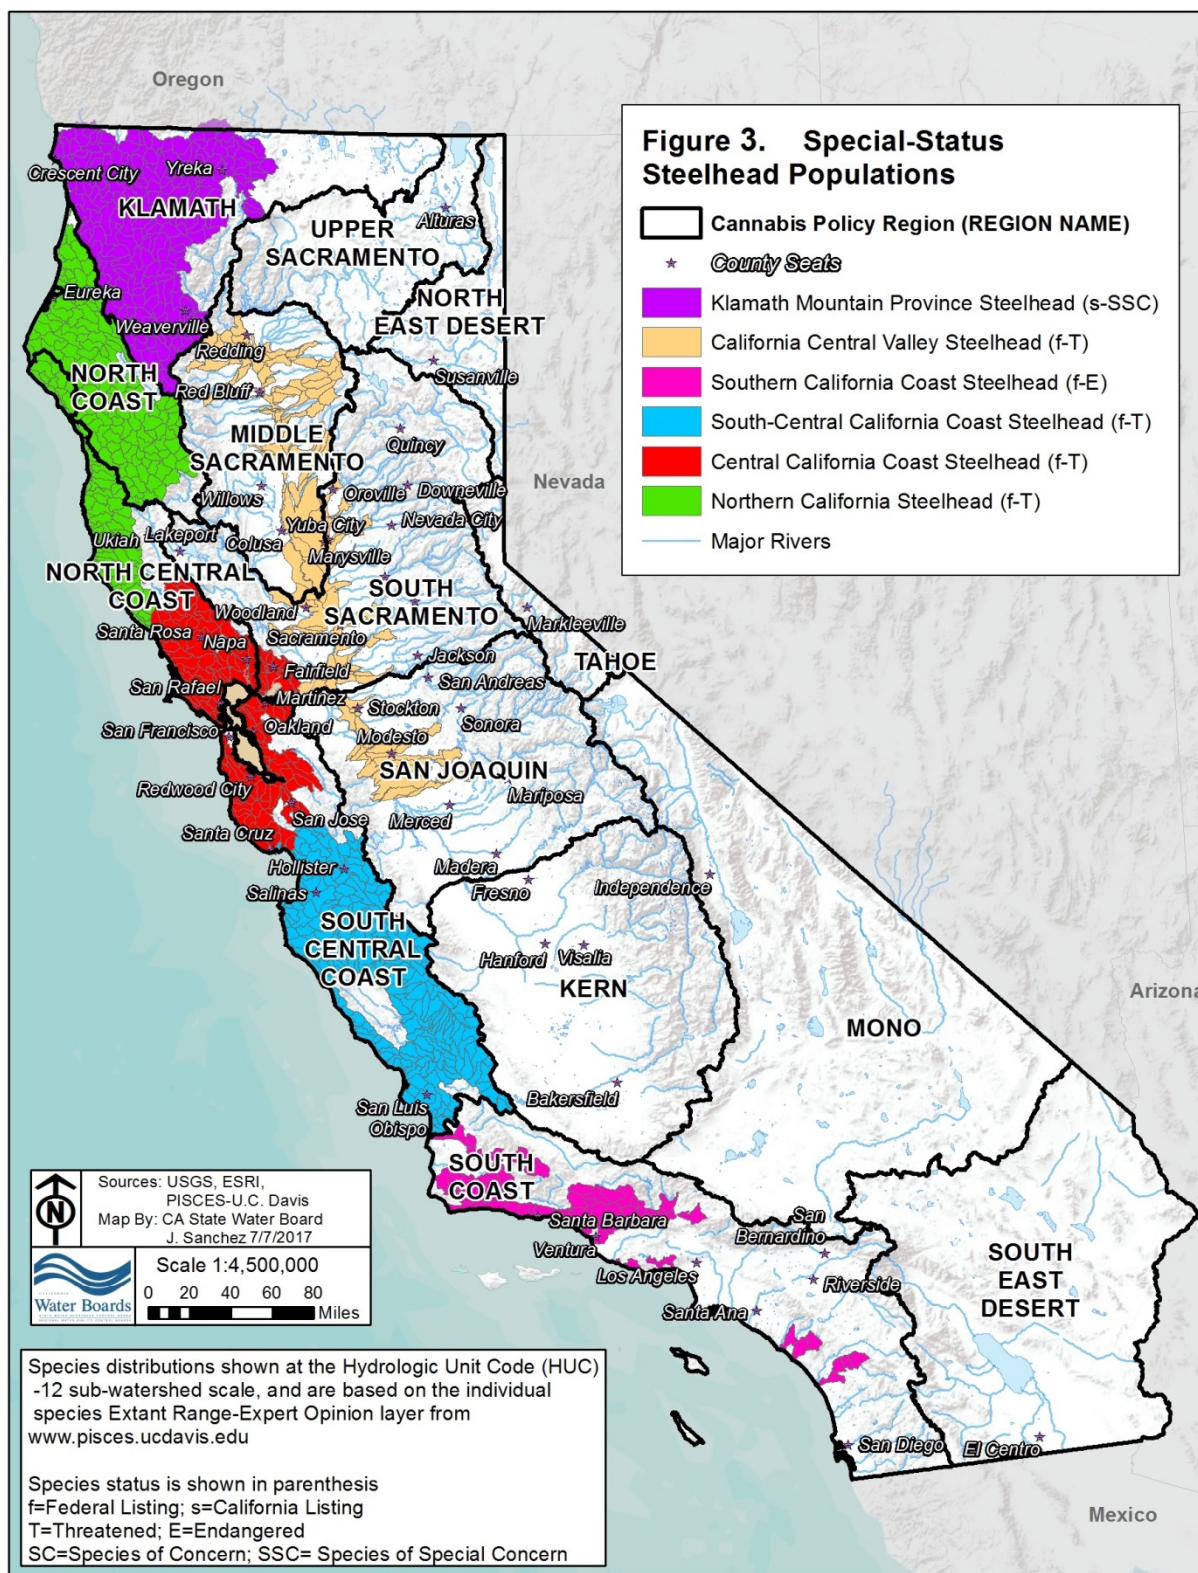 Oregon
Figure 3. Special-Status
Steelhead Populations
Cannabis Policy Region (REGION NAME)
County Seats
Klamath Mountain Province Steelhead (s-SSC)
California Central Valley Steelhead (f-T)
Southern California Coast Steelhead (f-E)
South-Central California Coast Steelhead (f-T)
Central California Coast Steelhead (f-T)
Northern California Steelhead (f-T)
Major Rivers
Crescent City
Yreka
KLAMATH
Alturas
UPPER
SACRAMENTO
NORTH
EAST DESERT
Eureka
Weaverville
Redding
Susanville
NORTH
COAST
Red Bluff
MIDDLE
SACRAMENTO
Quincy
Nevada
Willows
Oroville
Downeville
Ukiah
Lakeport
Colusa
Yuba City
Nevada City
Marysville
NORTH CENTRAL
COAST
SOUTH
SACRAMENTO
Woodland
Santa Rosa
Napa
Sacramento
Markleeville
Fairfield
Jackson
TAHOE
San Rafael
Martinez
San Andreas
San Francisco
Oakland
Stockton
Sonora
Modesto
SAN JOAQUIN
Redwood City
Mariposa
Santa Cruz
San Jose
Merced
Hollister
Madera
Salinas
Fresno
Independence
SOUTH
CENTRAL
COAST
Hanford
Visalia
KERN
Arizona
MONO
San Luis
Obispo
Bakersfield
SOUTH
COAST
Santa Barbara
San
Bernardino
Ventura
Los Angeles
Riverside
SOUTH
EAST
DESERT
Santa Ana
San Diego
El Centro
Mexico
N
Sources: USGS, ESRI,
PISCES-U.C. Davis
Map By: CA State Water Board
J. Sanchez 7/7/2017
CALIFORNIA
Water Boards
Scale 1:4,500,000
0 20 40 80
Miles
Species distributions shown at the Hydrologic Unit Code (HUC)
-12 sub-watershed scale, and are based on the individual
species Extant Range-Expert Opinion layer from
www.pisces.ucdavis.edu
Species status is shown in parenthesis
f=Federal Listing; s=California Listing
T=Threatened; E=Endangered
SC=Species of Concern; SSC= Species of Special Concern